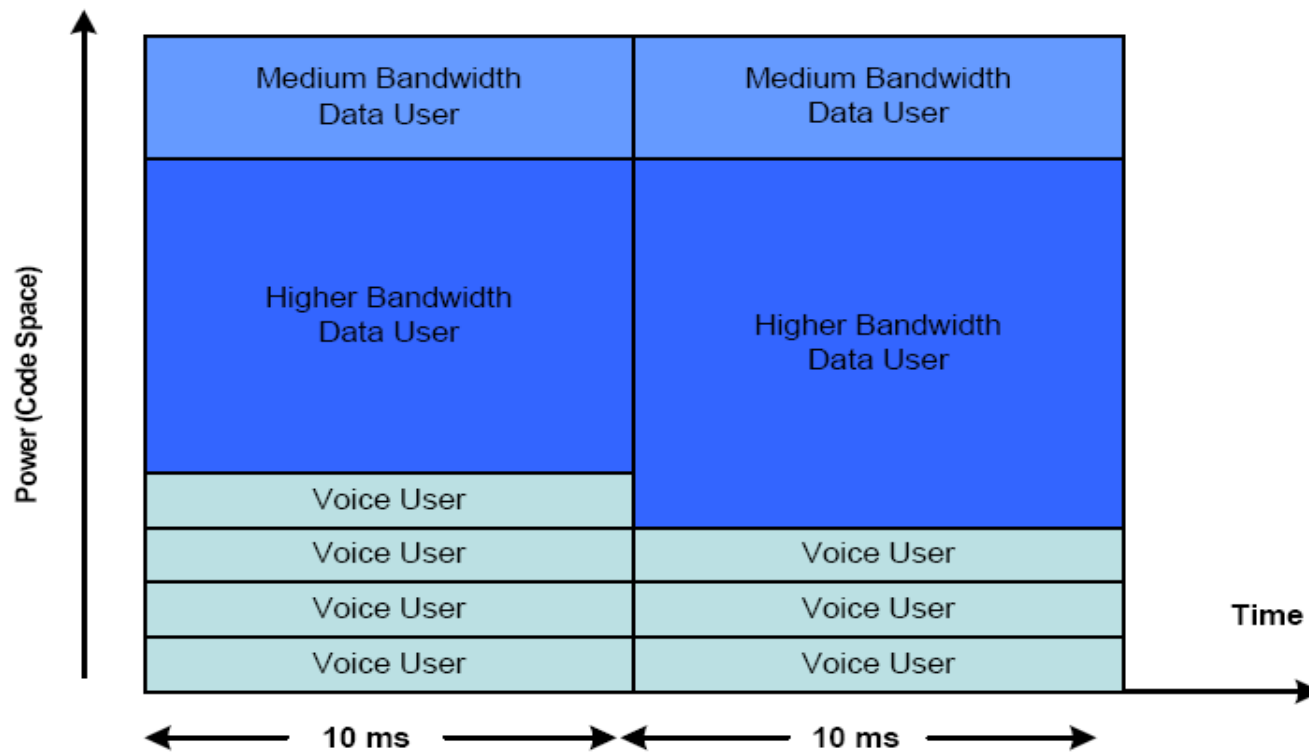 Power (Code Space)
Medium Bandwidth
Data User
Medium Bandwidth
Data User
Higher Bandwidth
Data User
Higher Bandwidth
Data User
Voice User
Voice User
Voice User
Voice User
Voice User
Voice User
Voice User
Time
10 ms
10 ms